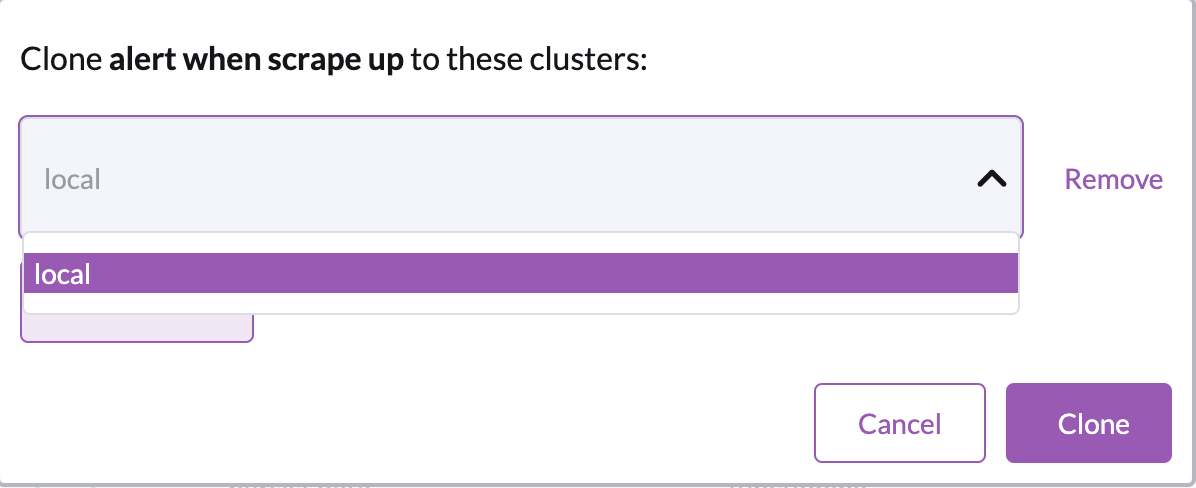 Clone alert when scrape up to these clusters:
local
Remove
local
Cancel
Clone